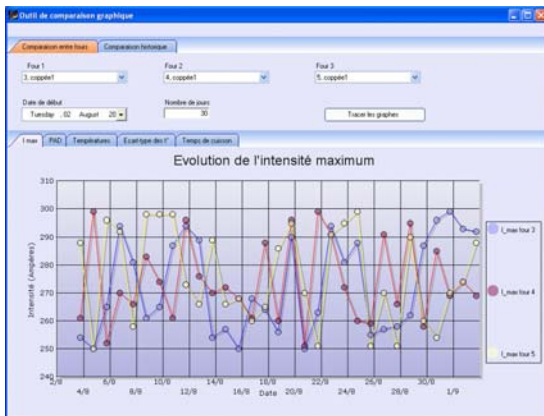 Outil de comparaison graphique
Comparaison entre fours
Comparaison historique
Four 1
Four 2
Four 3
3, coppée1
4, coppée1
5, coppée1
Date de début
Nombre de jours
Tuesday , 02 August 20
30
Tracer les graphes
I max
PAD
Températures
Ecart type des t°
Temps de cuisson
Evolution de l'intensité maximum
Intensité (Ampères)
310
300
290
280
270
260
250
240
2/8
4/8
6/8
8/8
10/8
12/8
14/8
16/8
18/8
20/8
22/8
24/8
26/8
28/8
30/8
1/9
Date
I_max four 3
I_max four 4
I_max four 5